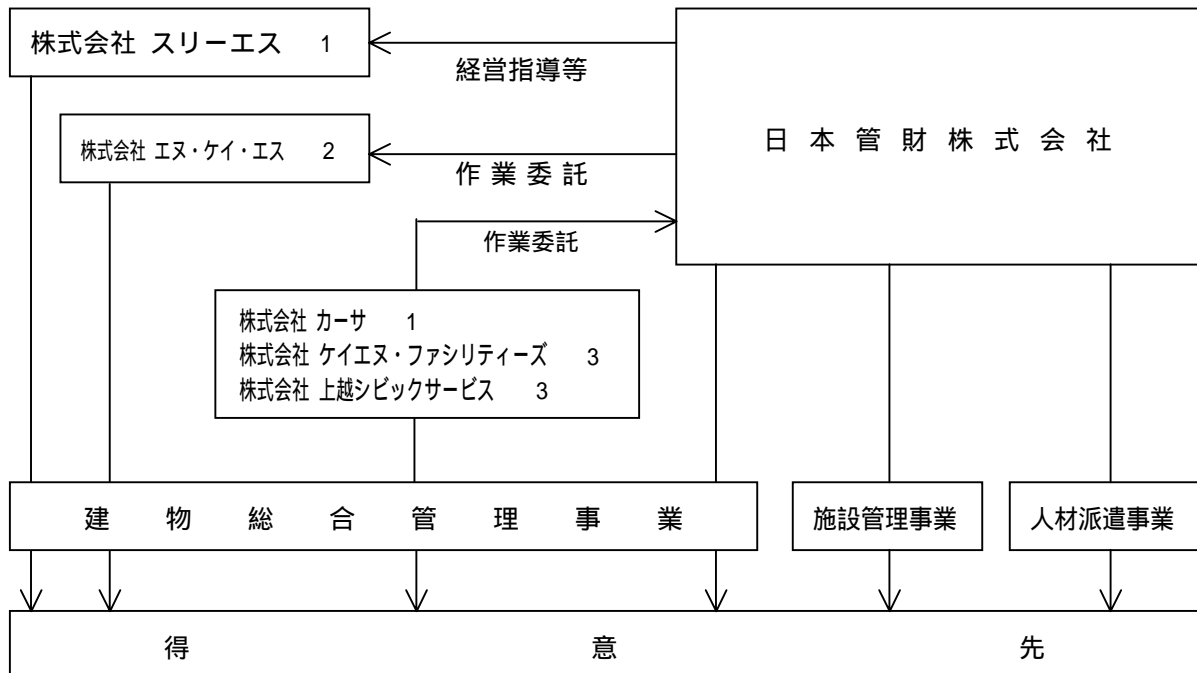 株式会社 スリーエス 1
経営指導等
日本管財株式会社
株式会社 エヌ・ケイ・エス 2
作業委託
作業委託
株式会社 カーサ 1
株式会社 ケイエヌ・ファシリティーズ 3
株式会社 上越シビックサービス 3
建物総合管理事業
施設管理事業
人材派遣事業
得意先